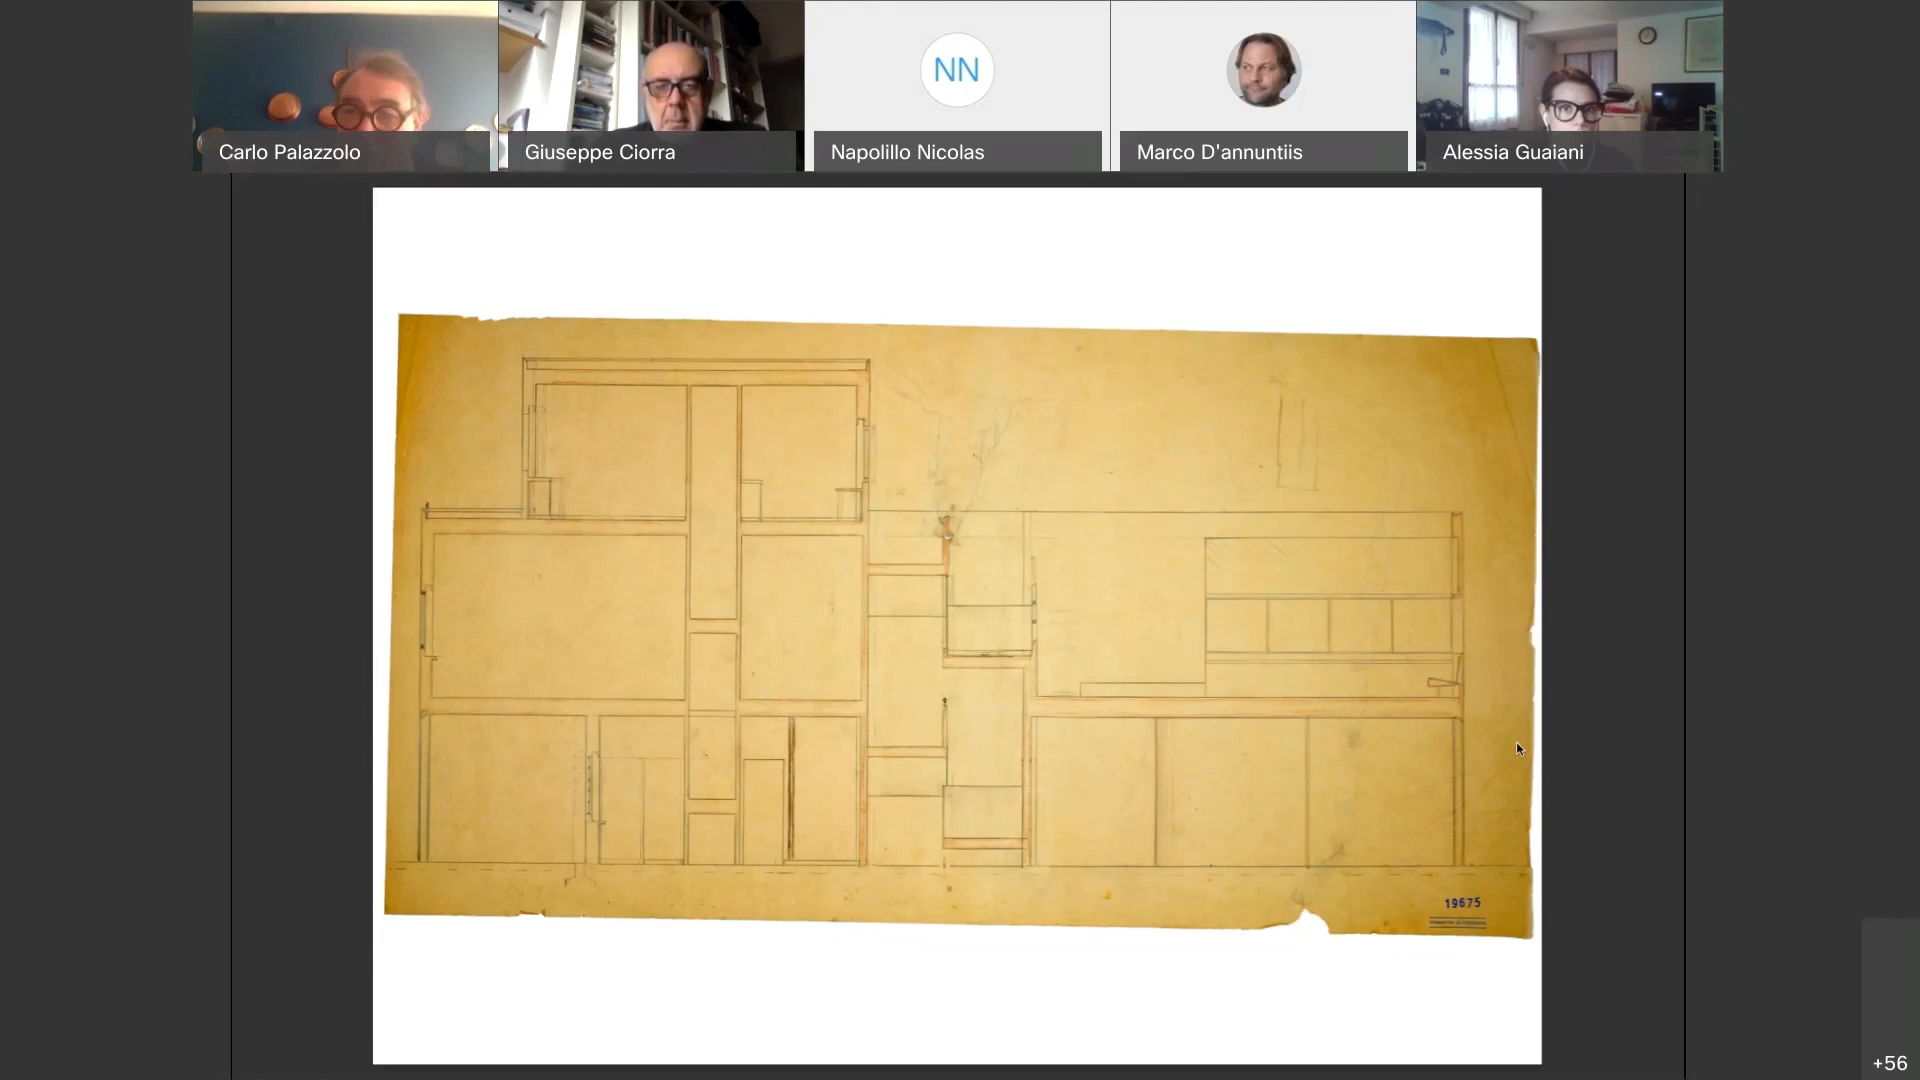 Carlo Palazzolo
Giuseppe Ciorra
NN
Napolillo Nicolas
Marco D'annuntiis
Alessia Guaiani
19675
+56